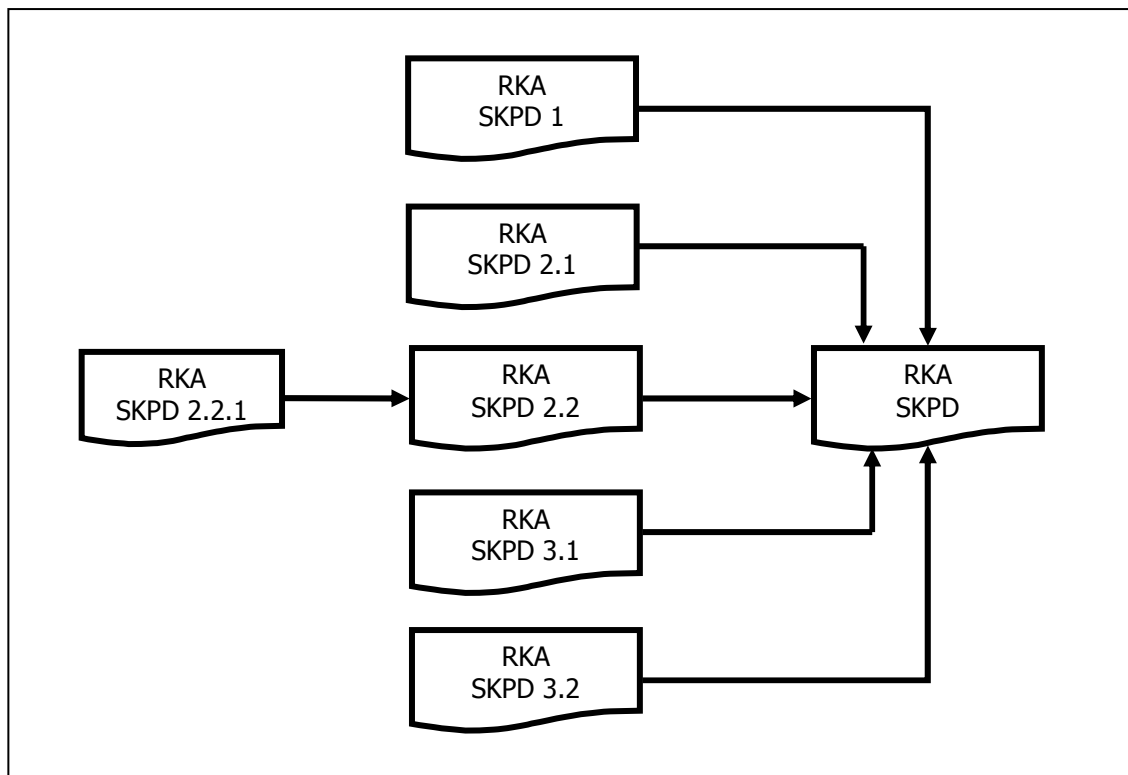 RKA
SKPD 1
RKA
SKPD 2.1
RKA
SKPD 2.2.1
RKA
SKPD 2.2
RKA
SKPD
RKA
SKPD 3.1
RKA
SKPD 3.2